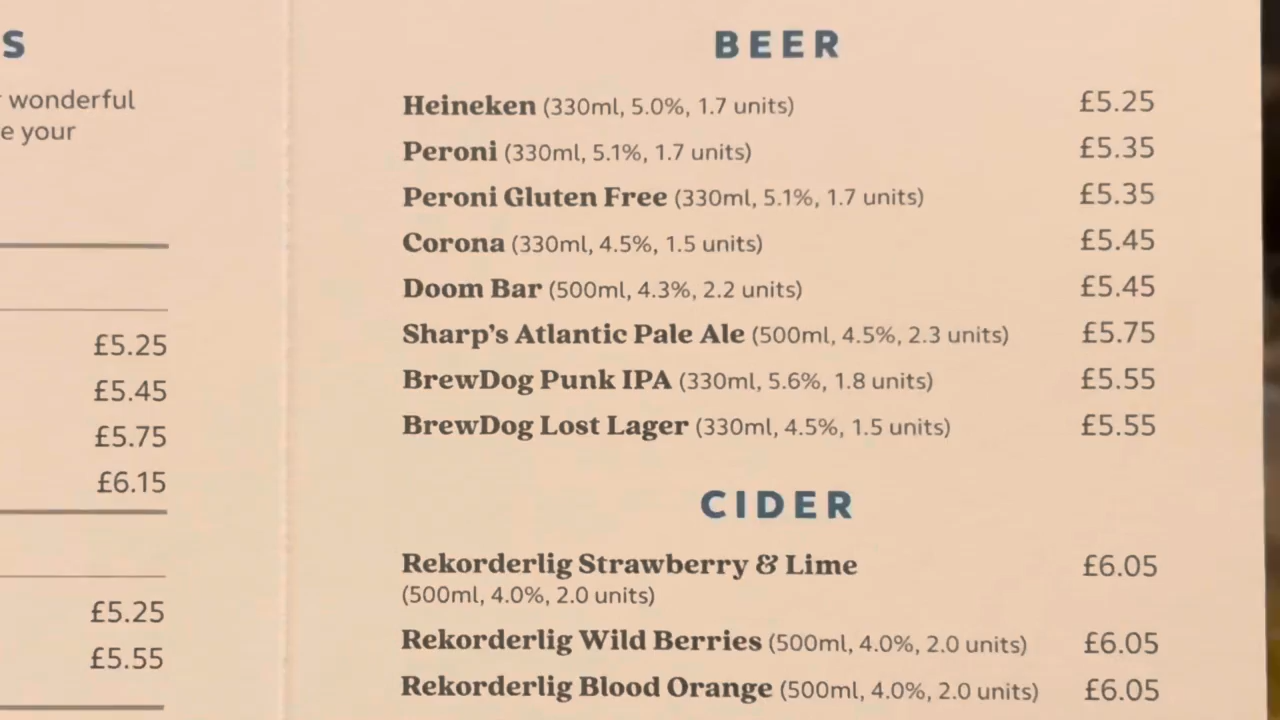 S
wonderful
e your
£5.25
£5.45
£5.75
£6.15
£5.25
£5.55
BEER
Heineken (330ml, 5.0%, 1.7 units) £5.25
Peroni (330ml, 5.1%, 1.7 units) £5.35
Peroni Gluten Free (330ml, 5.1%, 1.7 units) £5.35
Corona (330ml, 4.5%, 1.5 units) £5.45
Doom Bar (500ml, 4.3%, 2.2 units) £5.45
Sharp's Atlantic Pale Ale (500ml, 4.5%, 2.3 units) £5.75
BrewDog Punk IPA (330ml, 5.6%, 1.8 units) £5.55
BrewDog Lost Lager (330ml, 4.5%, 1.5 units) £5.55
CIDER
Rekorderlig Strawberry & Lime £6.05
(500ml, 4.0%, 2.0 units)
Rekorderlig Wild Berries (500ml, 4.0%, 2.0 units) £6.05
Rekorderlig Blood Orange (500ml, 4.0%, 2.0 units) £6.05